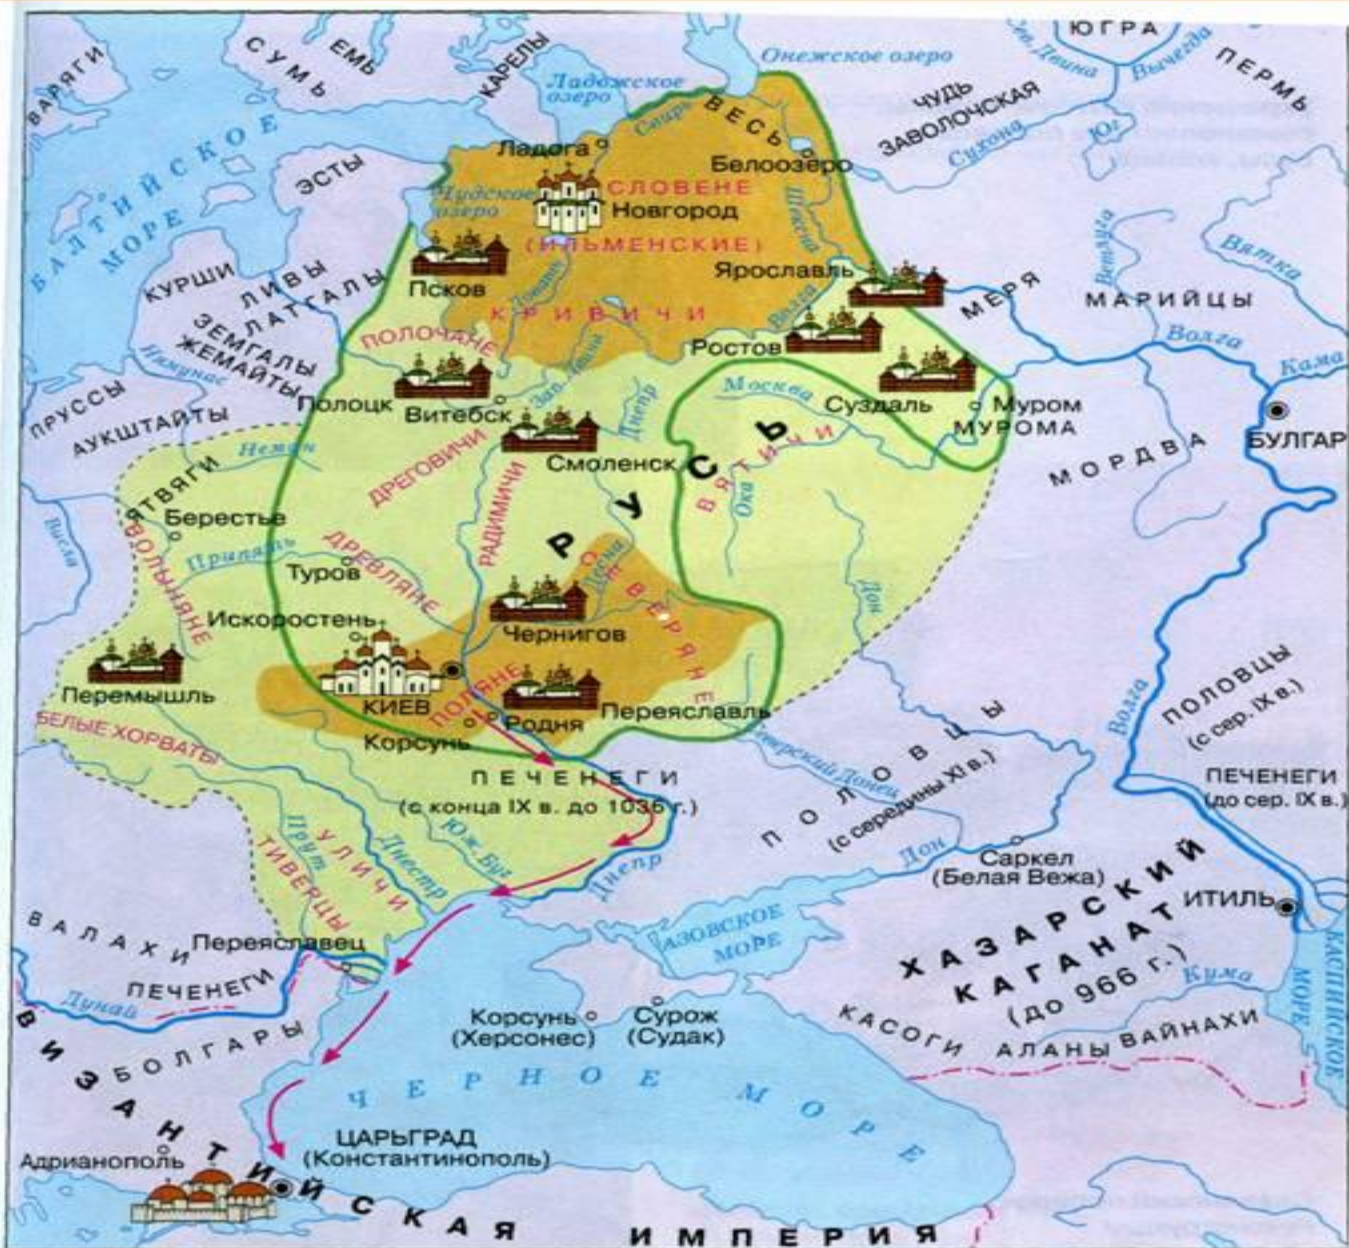 ВАРЯГИ
СУМЬ
ЕМЬ
КАРЕЛЫ
Ладожское
озеро
Онежское озеро
ЮГРА
Сев. Двина
Вычегда
ПЕРМЬ
ЧУДЬ
ЗАВОЛОЧСКАЯ
Сухона
Юг
БАЛТИЙСКОЕ
МОРЕ
ЭСТЫ
Свирь
ВЕСЬ
Ладога
Белоозеро
Чудское
озеро
СЛОВЕНЕ
Новгород
(ИЛЬМЕНСКИЕ)
Шексна
Псков
Ловать
Ярославль
Волга
КРИВИЧИ
Ростов
МЕРЯ
Ветлуга
Вятка
МАРИЙЦЫ
Волга
Кама
КУРШИ
ЛИВЫ
ЛАТГАЛЫ
ЗЕМГАЛЫ
ЖЕМАЙТЫ
Нямунас
ПРУССЫ
АУКШТАЙТЫ
ПОЛОЧАНЕ
Полоцк
Витебск
Зап. Двина
Днепр
Москва
Суздаль
Муром
МУРОМА
БУЛГАР
МОРДВА
Неман
ЯТВЯГИ
ДРЕГОВИЧИ
Смоленск
РУСЬ
ВЯТИЧИ
Ока
Висла
Берестье
ВОЛЫНЯНЕ
Припять
Туров
ДРЕВЛЯНЕ
РАДИМИЧИ
Десна
СЕВЕРЯНЕ
Дон
Искоростень
Чернигов
Перемышль
КИЕВ
ПОЛЯНЕ
Родня
Переяславль
Корсунь
БЕЛЫЕ ХОРВАТЫ
Северский Донец
ПОЛОВЦЫ
(с середины XI в.)
Волга
ПОЛОВЦЫ
(с сер. IX в.)
ПЕЧЕНЕГИ
(до сер. IX в.)
ПЕЧЕНЕГИ
(с конца IX в. до 1036 г.)
Прут
УЛИЧИ
ТИВЕРЦЫ
Днестр
Юж. Буг
Днепр
Дон
Саркел
(Белая Вежа)
ИТИЛЬ
ХАЗАРСКИЙ
КАГАНАТ
(до 966 г.)
Кума
КАСПИЙСКОЕ
МОРЕ
ВАЛАХИ
Переяславец
ПЕЧЕНЕГИ
Дунай
БОЛГАРЫ
АЗОВСКОЕ
МОРЕ
Корсунь
(Херсонес)
Сурож
(Судак)
КАСОГИ
АЛАНЫ
ВАЙНАХИ
ЧЕРНОЕ МОРЕ
ЦАРЬГРАД
(Константинополь)
Адрианополь
ВИЗАНТИЙСКАЯ ИМПЕРИЯ